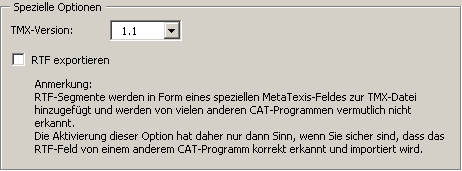 Spezielle Optionen
TMX-Version: 1.1
RTF exportieren
Anmerkung:
RTF-Segmente werden in Form eines speziellen MetaTexis-Feldes zur TMX-Datei
hinzugefügt und werden von vielen anderen CAT-Programmen vermutlich nicht
erkannt.
Die Aktivierung dieser Option hat daher nur dann Sinn, wenn Sie sicher sind, dass das
RTF-Feld von einem anderem CAT-Programm korrekt erkannt und importiert wird.